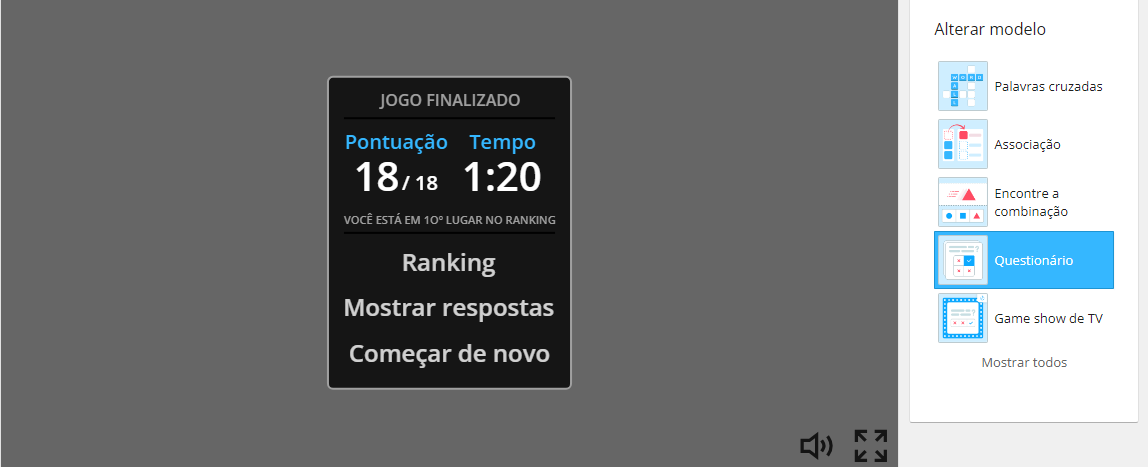 JOGO FINALIZADO
Pontuação Tempo
18/ 18 1:20
VOCÊ ESTÁ EM 1Oº LUGAR NO RANKING
Ranking
Mostrar respostas
Começar de novo
Alterar modelo
Palavras cruzadas
Associação
Encontre a
combinação
Questionário
Game show de TV
Mostrar todos